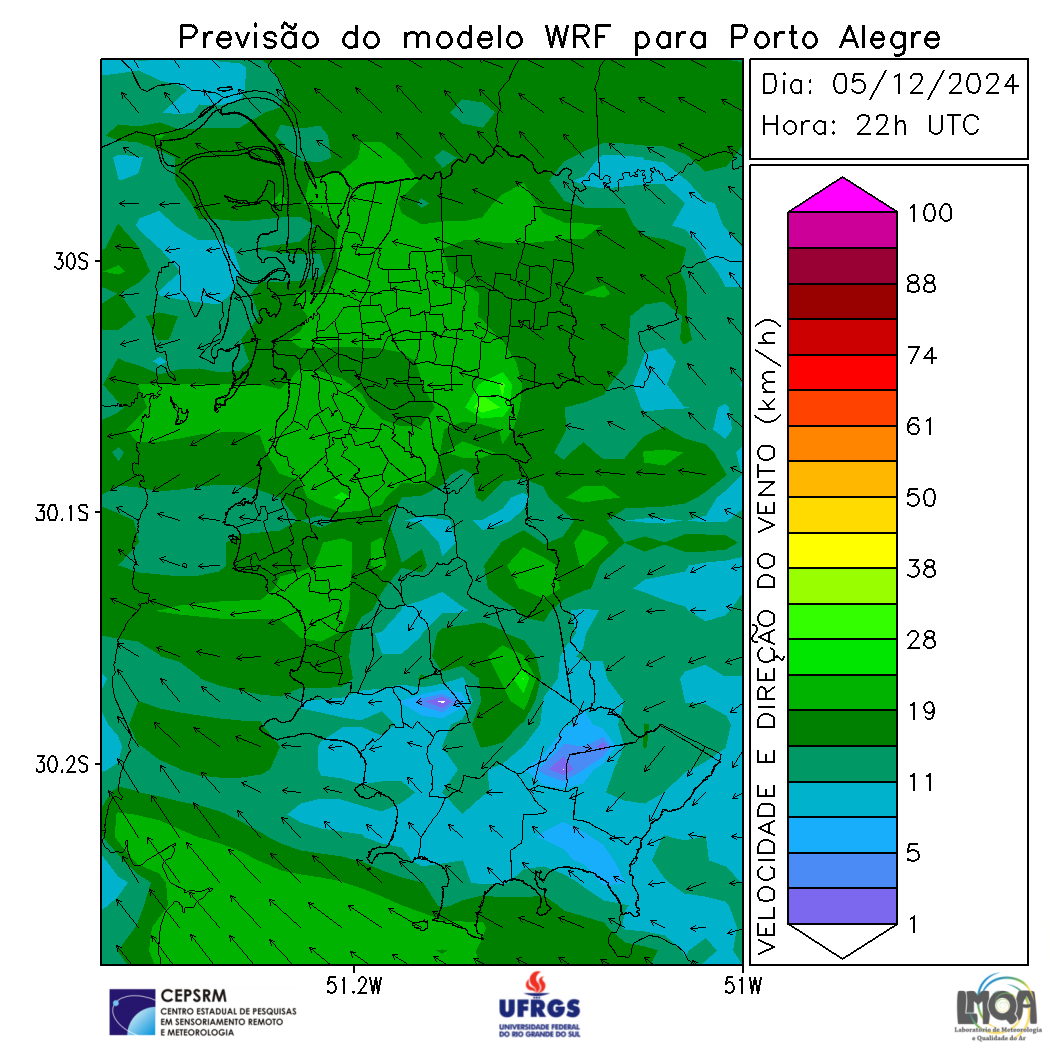 Previsão do modelo WRF para Porto Alegre
Dia: 05/12/2024
Hora: 22h UTC
30S
30.1S
30.2S
51.2W
51W
VELOCIDADE E DIREÇÃO DO VENTO (km/h)
100
88
74
61
50
38
28
19
11
5
1
CEPSRM
CENTRO ESTADUAL DE PESQUISAS
EM SENSORIAMENTO REMOTO
E METEOROLOGIA
UFRGS
UNIVERSIDADE FEDERAL
DO RIO GRANDE DO SUL
LMQA
Laboratório de Meteorologia
e Qualidade do Ar